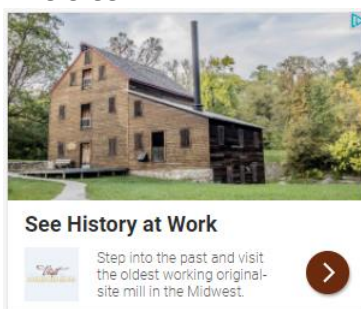 See History at Work
Visit
Step into the past and visit
the oldest working original-
site mill in the Midwest.